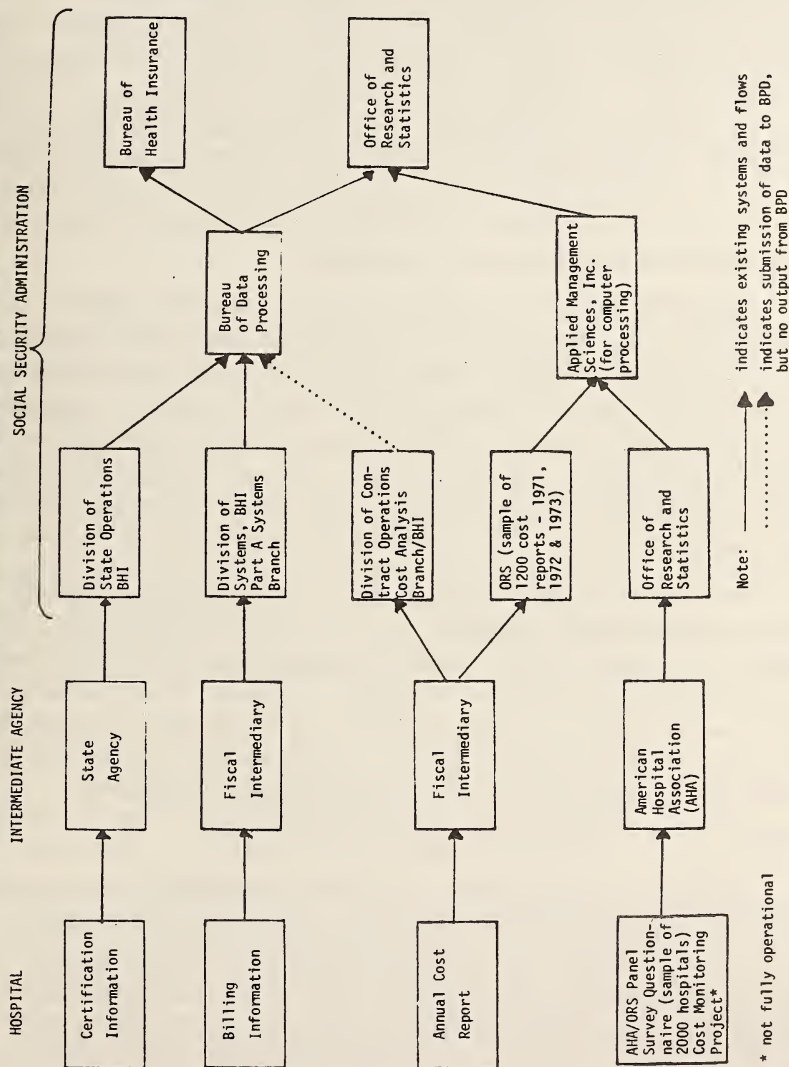 SOCIAL SECURITY ADMINISTRATION
HOSPITAL
INTERMEDIATE AGENCY
Certification
Information
State
Agency
Division of
State Operations
BHI
Billing
Information
Fiscal
Intermediary
Division of
Systems, BHI
Part A Systems
Branch
Bureau
of Data
Processing
Bureau of
Health Insurance
Annual Cost
Report
Fiscal
Intermediary
Division of Con-
tract Operations
Cost Analysis
Branch/BHI
ORS (sample of
1200 cost
reports - 1971,
1972 & 1973)
Office of
Research and
Statistics
AHA/ORS Panel
Survey Question-
naire (sample of
2000 hospitals)
Cost Monitoring
Project*
American
Hospital
Association
(AHA)
Office of
Research and
Statistics
Applied Management
Sciences, Inc.
(for computer
processing)
* not fully operational
Note:
indicates existing systems and flows
indicates submission of data to BPD,
but no output from BPD